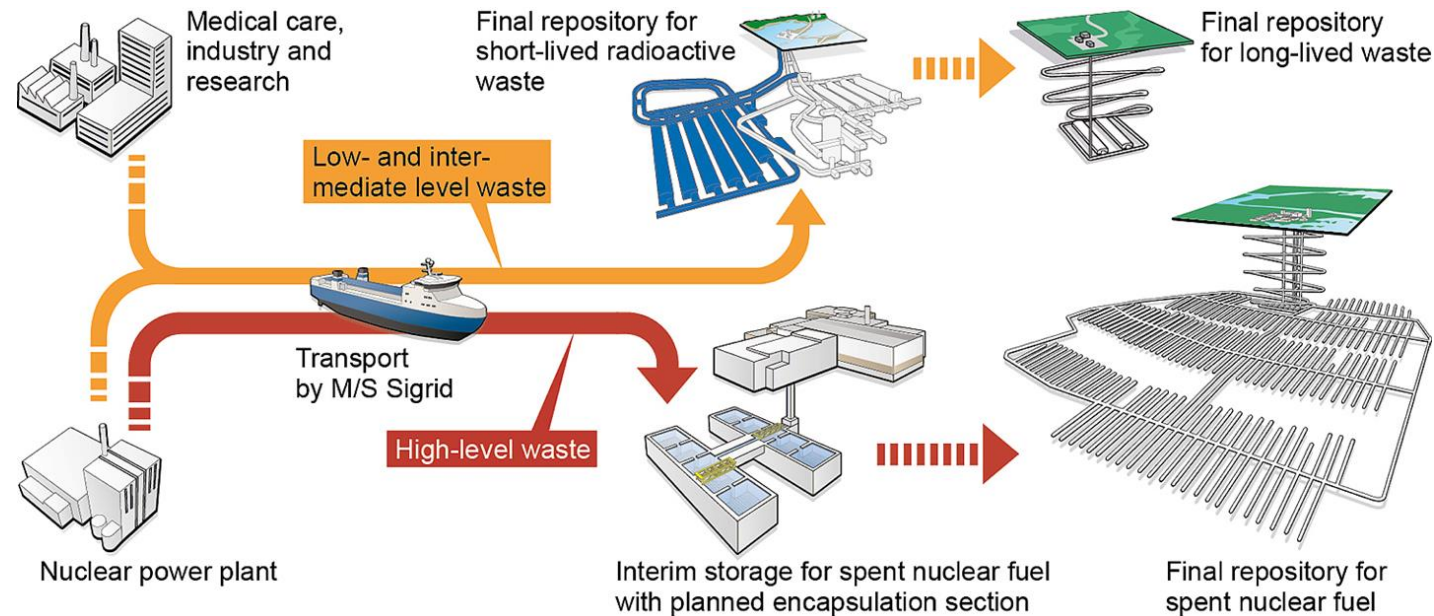 Medical care,
industry and
research
Final repository for
short-lived radioactive
waste
Final repository
for long-lived waste
Low- and inter-
mediate level waste
Transport
by M/S Sigrid
High-level waste
Nuclear power plant
Interim storage for spent nuclear fuel
with planned encapsulation section
Final repository for
spent nuclear fuel